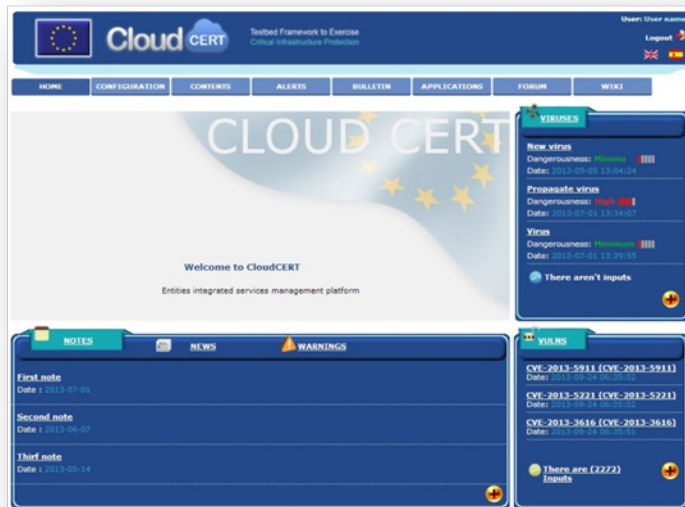 User: User name
Logout
Cloud CERT
Testbed Framework to Exercise
Critical Infrastructure Protection
HOME CONFIGURATION CONTENTS ALERTS BULLETIN APPLICATIONS FORUM WIKI
CLOUD CERT
Welcome to CloudCERT
Entities integrated services management platform
VIRUSES
New virus
Dangerousness: Minimu
Date: 2013-09-05 13:04:24
Propagate virus
Dangerousness: High
Date: 2013-07-01 13:34:07
Virus
Dangerousness: Minimum
Date: 2013-07-01 13:29:55
There aren't inputs
NOTES NEWS WARNINGS
First note
Date : 2013-07-01
Second note
Date : 2013-06-07
Thirf note
Date : 2013-05-14
VULNS
CVE-2013-5911 (CVE-2013-5911)
Date: 2013-09-24 06:35:52
CVE-2013-5221 (CVE-2013-5221)
Date: 2013-09-24 06:35:52
CVE-2013-3616 (CVE-2013-3616)
Date: 2013-09-24 06:35:51
There are (2272)
Inputs